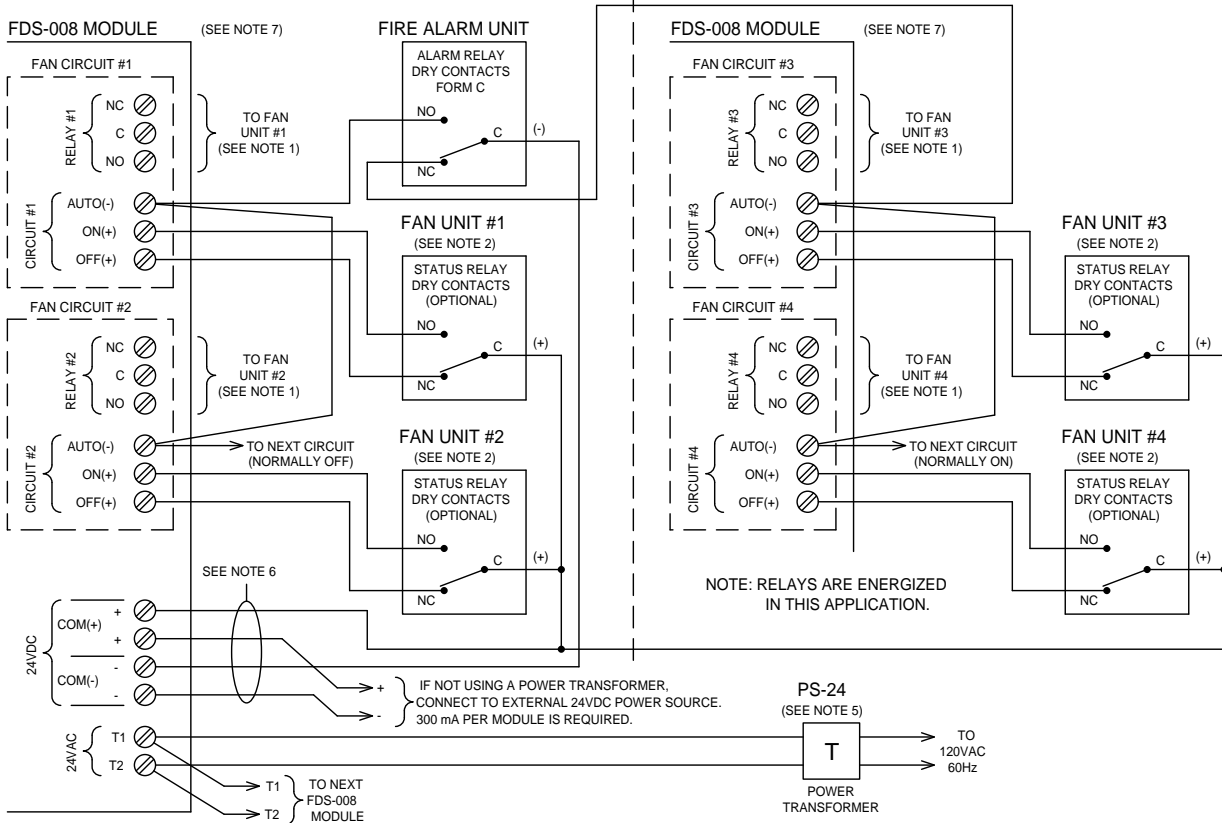 FDS-008 MODULE (SEE NOTE 7)
FAN CIRCUIT #1
RELAY #1
NC
C
NO
TO FAN
UNIT #1
(SEE NOTE 1)
CIRCUIT #1
AUTO(-)
ON(+)
OFF(+)
FAN CIRCUIT #2
RELAY #2
NC
C
NO
TO FAN
UNIT #2
(SEE NOTE 1)
CIRCUIT #2
AUTO(-)
ON(+)
OFF(+)
TO NEXT CIRCUIT
(NORMALLY OFF)
FIRE ALARM UNIT
ALARM RELAY
DRY CONTACTS
FORM C
NO
C
(-)
NC
FAN UNIT #1
(SEE NOTE 2)
STATUS RELAY
DRY CONTACTS
(OPTIONAL)
NO
C
(+)
NC
FAN UNIT #2
(SEE NOTE 2)
STATUS RELAY
DRY CONTACTS
(OPTIONAL)
NO
C
(+)
NC
FDS-008 MODULE (SEE NOTE 7)
FAN CIRCUIT #3
RELAY #3
NC
C
NO
TO FAN
UNIT #3
(SEE NOTE 1)
CIRCUIT #3
AUTO(-)
ON(+)
OFF(+)
FAN CIRCUIT #4
RELAY #4
NC
C
NO
TO FAN
UNIT #4
(SEE NOTE 1)
CIRCUIT #4
AUTO(-)
ON(+)
OFF(+)
TO NEXT CIRCUIT
(NORMALLY ON)
FAN UNIT #3
(SEE NOTE 2)
STATUS RELAY
DRY CONTACTS
(OPTIONAL)
NO
C
(+)
NC
FAN UNIT #4
(SEE NOTE 2)
STATUS RELAY
DRY CONTACTS
(OPTIONAL)
NO
C
(+)
NC
NOTE: RELAYS ARE ENERGIZED
IN THIS APPLICATION.
SEE NOTE 6
24VDC
COM(+)
+
+
COM(-)
-
-
+
-
IF NOT USING A POWER TRANSFORMER,
CONNECT TO EXTERNAL 24VDC POWER SOURCE.
300 mA PER MODULE IS REQUIRED.
24VAC
T1
T2
T1
T2
TO NEXT
FDS-008
MODULE
PS-24
(SEE NOTE 5)
T
POWER
TRANSFORMER
TO
120VAC
60Hz